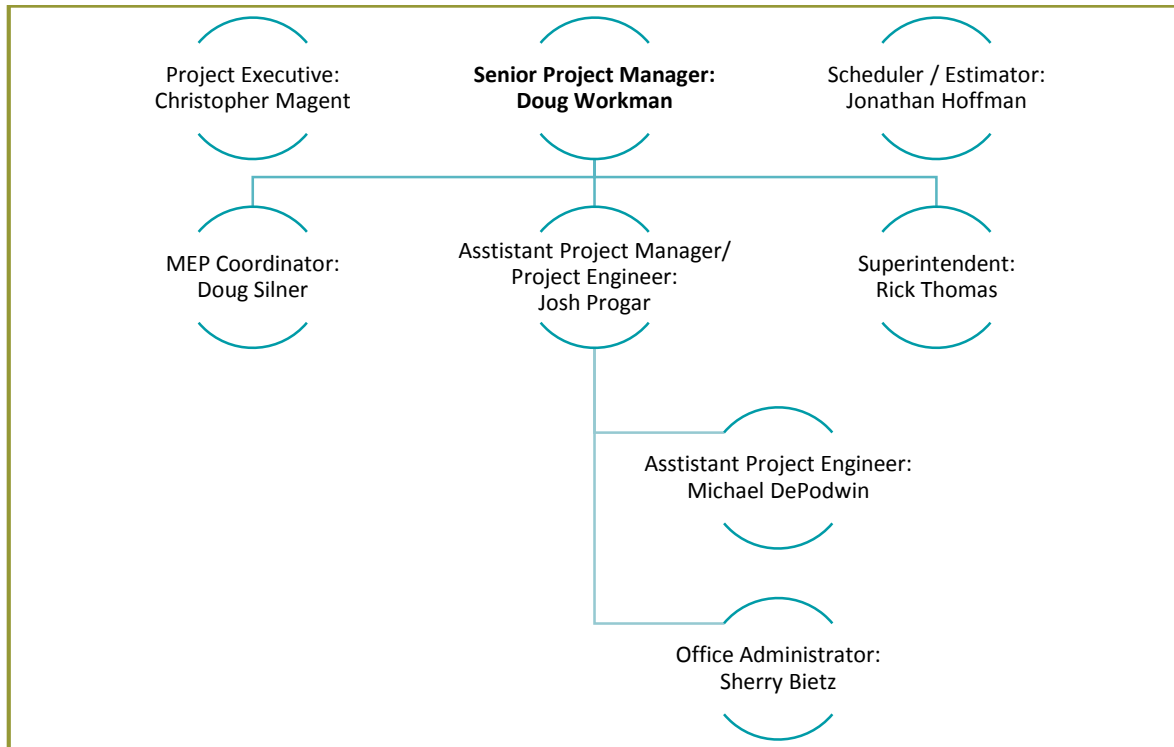 Project Executive:
Christopher Magent
Senior Project Manager:
Doug Workman
Scheduler / Estimator:
Jonathan Hoffman
MEP Coordinator:
Doug Silner
Asstistant Project Manager/
Project Engineer:
Josh Progar
Superintendent:
Rick Thomas
Asstistant Project Engineer:
Michael DePodwin
Office Administrator:
Sherry Bietz